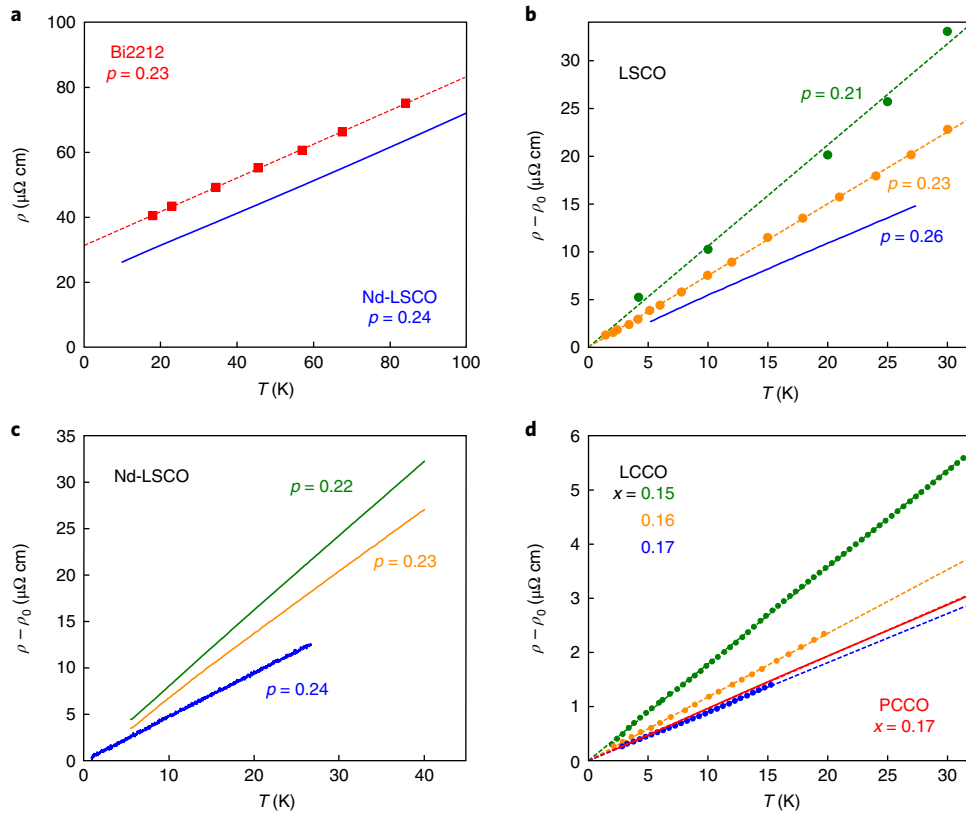 a
100
80
60
40
20
0
ρ (μΩ cm)
Bi2212
p = 0.23
Nd-LSCO
p = 0.24
0 20 40 60 80 100
T (K)
b
30
25
20
15
10
5
0
ρ − ρ0 (μΩ cm)
LSCO
p = 0.21
p = 0.23
p = 0.26
0 5 10 15 20 25 30
T (K)
c
35
30
25
20
15
10
5
0
ρ − ρ0 (μΩ cm)
Nd-LSCO
p = 0.22
p = 0.23
p = 0.24
0 10 20 30 40
T (K)
d
6
5
4
3
2
1
0
ρ − ρ0 (μΩ cm)
LCCO
x = 0.15
0.16
0.17
PCCO
x = 0.17
0 5 10 15 20 25 30
T (K)